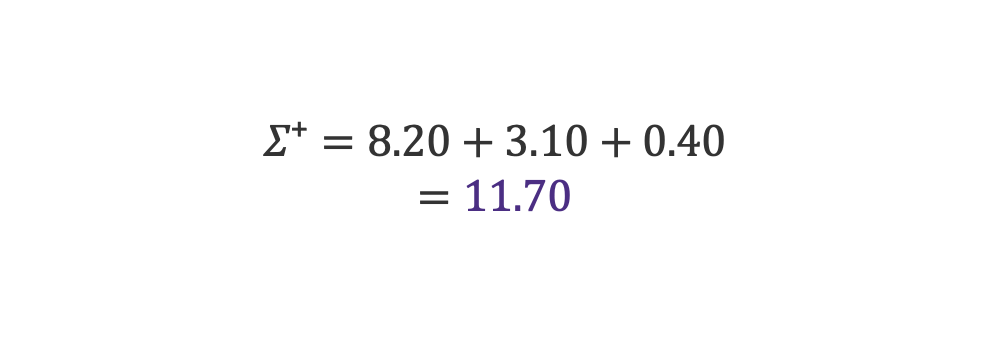 Σ⁺ = 8.20 + 3.10 + 0.40
= 11.70